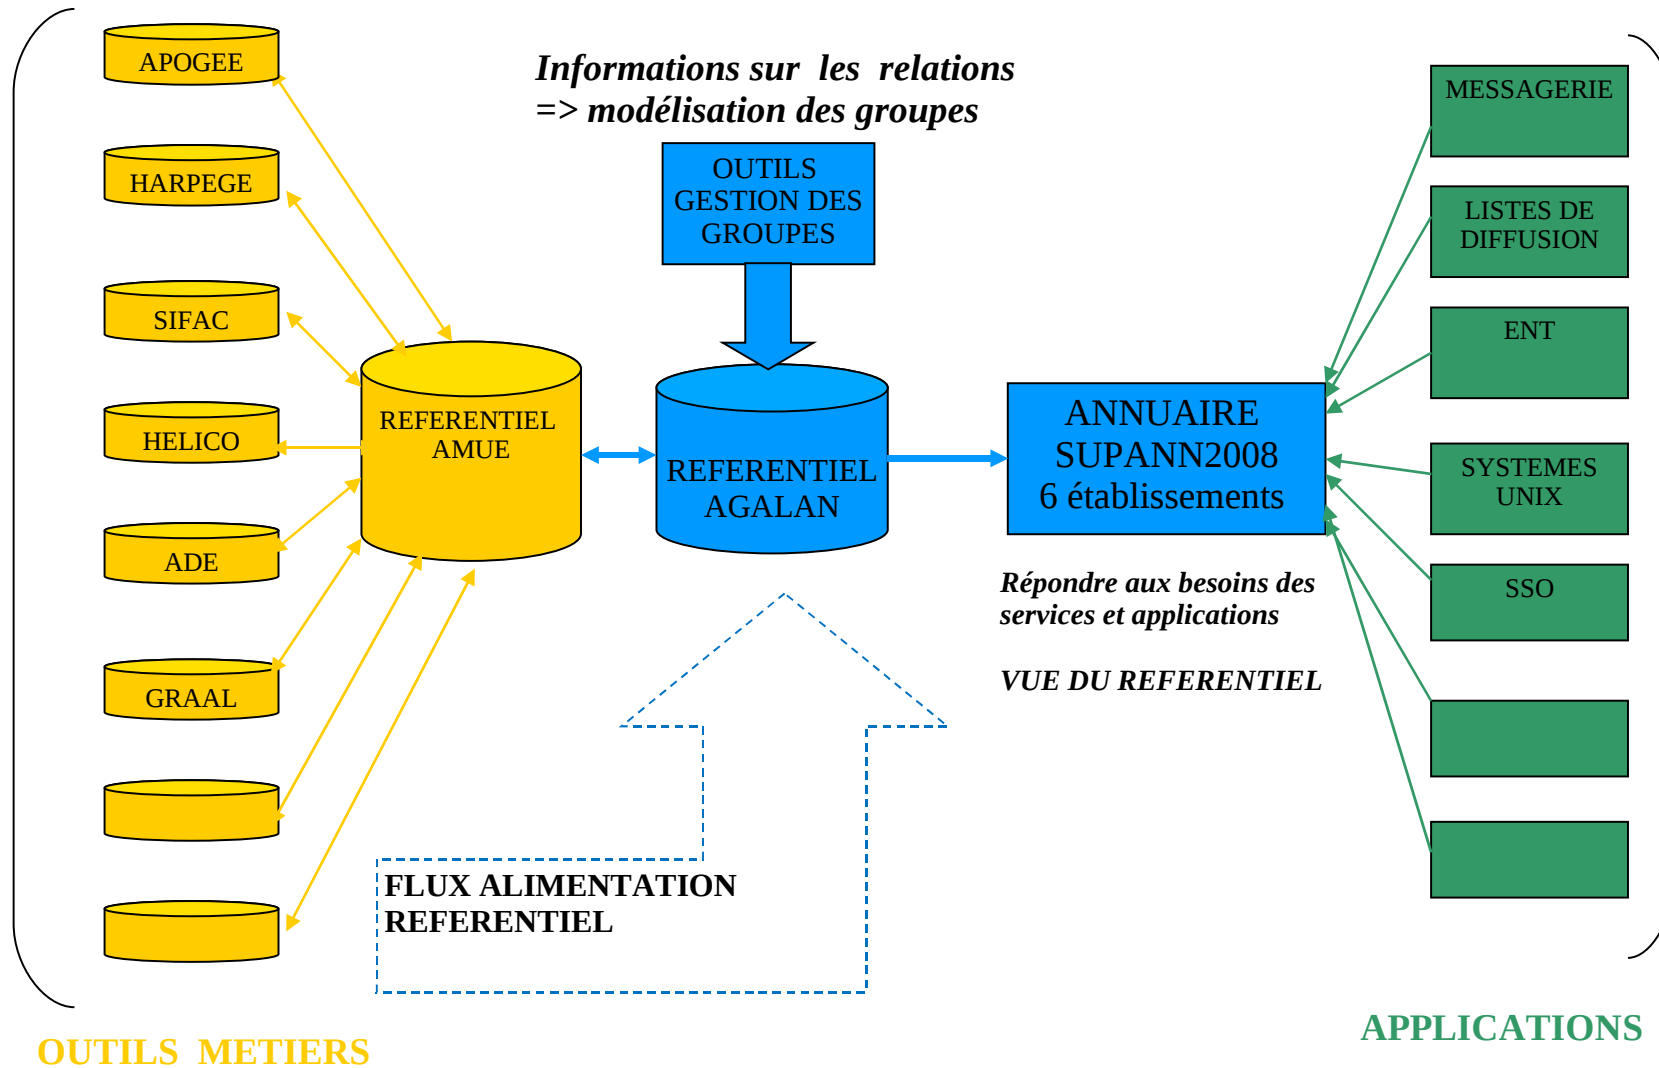 APOGEE
HARPEGE
SIFAC
HELICO
ADE
GRAAL
OUTILS METIERS
REFÉRENTIEL
AMUE
Informations sur les relations
=> modélisation des groupes
OUTILS
GESTION DES
GROUPES
REFÉRENTIEL
AGALAN
FLUX ALIMENTATION
REFERENTIEL
ANNUAIRE
SUPANN2008
6 établissements
Répondre aux besoins des
services et applications
VUE DU REFERENTIEL
MESSAGERIE
LISTES DE
DIFFUSION
ENT
SYSTEMES
UNIX
SSO
APPLICATIONS